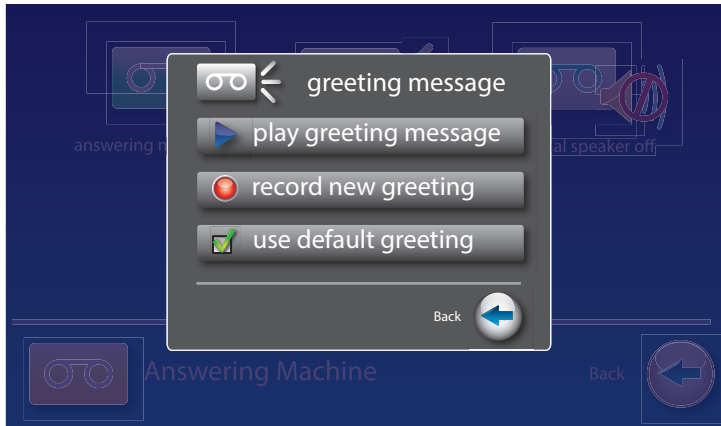 greeting message
play greeting message
record new greeting
use default greeting
Back
answering m
al speaker off
Answering Machine
Back